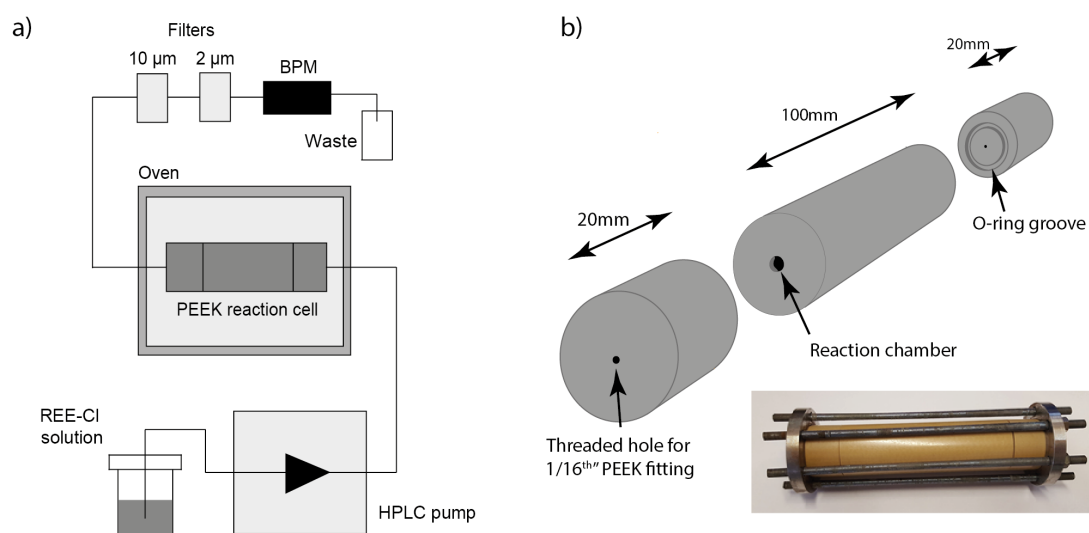 a)
Filters
10 µm
2 µm
BPM
Waste
Oven
PEEK reaction cell
REE-Cl
solution
HPLC pump
b)
20mm
100mm
O-ring groove
20mm
Reaction chamber
Threaded hole for
1/16th” PEEK fitting